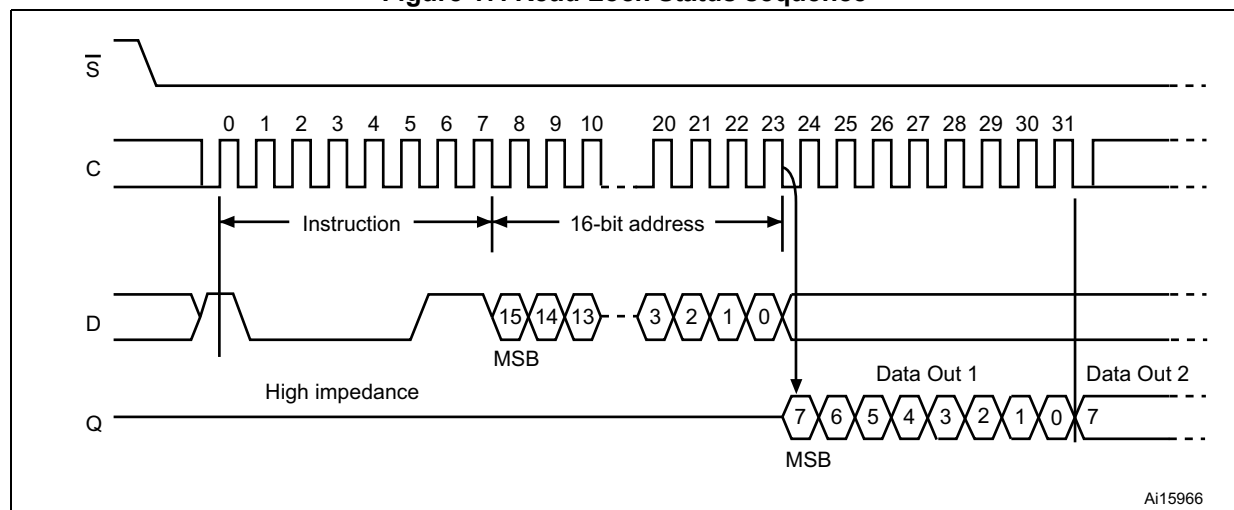 Figure 17. Read Lock Status sequence
S
0 1 2 3 4 5 6 7 8 9 10 20 21 22 23 24 25 26 27 28 29 30 31
C
Instruction 16-bit address
D 15 14 13 3 2 1 0
MSB
Data Out 1 Data Out 2
High impedance
Q 7 6 5 4 3 2 1 0 7
MSB
Ai15966